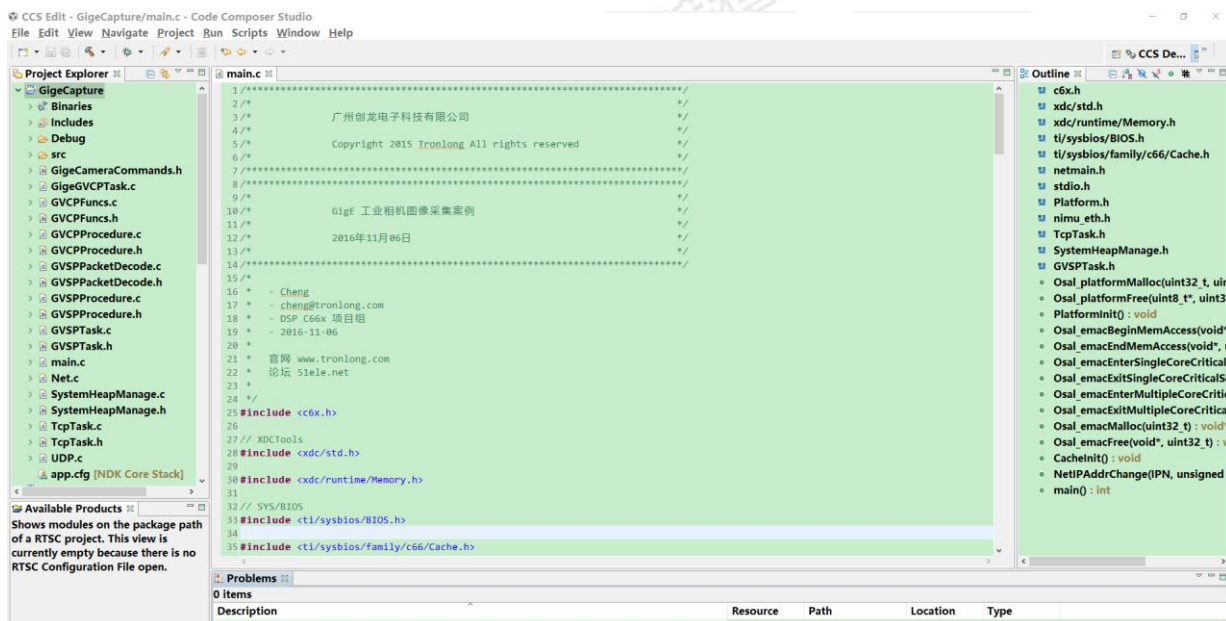 CCS Edit - GigeCapture/main.c - Code Composer Studio
File Edit View Navigate Project Run Scripts Window Help
CCS De...
Project Explorer
GigeCapture
Binaries
Includes
Debug
src
GigeCameraCommands.h
GigeGVCPTask.c
GVCPFuncs.c
GVCPFuncs.h
GVCPProcedure.c
GVCPProcedure.h
GVSPPacketDecode.c
GVSPPacketDecode.h
GVSPProcedure.c
GVSPProcedure.h
GVSPTask.c
GVSPTask.h
main.c
Net.c
SystemHeapManage.c
SystemHeapManage.h
TcpTask.c
TcpTask.h
UDP.c
app.cfg [NDK Core Stack]
Available Products
Shows modules on the package path
of a RTSC project. This view is
currently empty because there is no
RTSC Configuration File open.
main.c
1 /****************************************************************************/
2 /* */
3 /* 广州创龙电子科技有限公司 */
4 /* */
5 /* Copyright 2015 Tronlong All rights reserved */
6 /* */
7 /****************************************************************************/
8 /****************************************************************************/
9 /* */
10 /* GigE 工业相机图像采集案例 */
11 /* */
12 /* 2016年11月06日 */
13 /* */
14 /****************************************************************************/
15 /*
16 * - Cheng
17 * - cheng@tronlong.com
18 * - DSP C66x 项目组
19 * - 2016-11-06
20 *
21 * 官网 www.tronlong.com
22 * 论坛 51ele.net
23 *
24 */
25 #include <c6x.h>
26
27 // XDCTools
28 #include <xdc/std.h>
29
30 #include <xdc/runtime/Memory.h>
31
32 // SYS/BIOS
33 #include <ti/sysbios/BIOS.h>
34
35 #include <ti/sysbios/family/c66/Cache.h>
Outline
c6x.h
xdc/std.h
xdc/runtime/Memory.h
ti/sysbios/BIOS.h
ti/sysbios/family/c66/Cache.h
netmain.h
stdio.h
Platform.h
nimu_eth.h
TcpTask.h
SystemHeapManage.h
GVSPTask.h
Osal_platformMalloc(uint32_t, uin
Osal_platformFree(uint8_t*, uint3
PlatformInit() : void
Osal_emacBeginMemAccess(void*
Osal_emacEndMemAccess(void*, u
Osal_emacEnterSingleCoreCritical
Osal_emacExitSingleCoreCriticalS
Osal_emacEnterMultipleCoreCritic
Osal_emacExitMultipleCoreCritica
Osal_emacMalloc(uint32_t) : void*
Osal_emacFree(void*, uint32_t) : v
CacheInit() : void
NetIPAddrChange(IPN, unsigned
main() : int
Problems
0 items
Description Resource Path Location Type